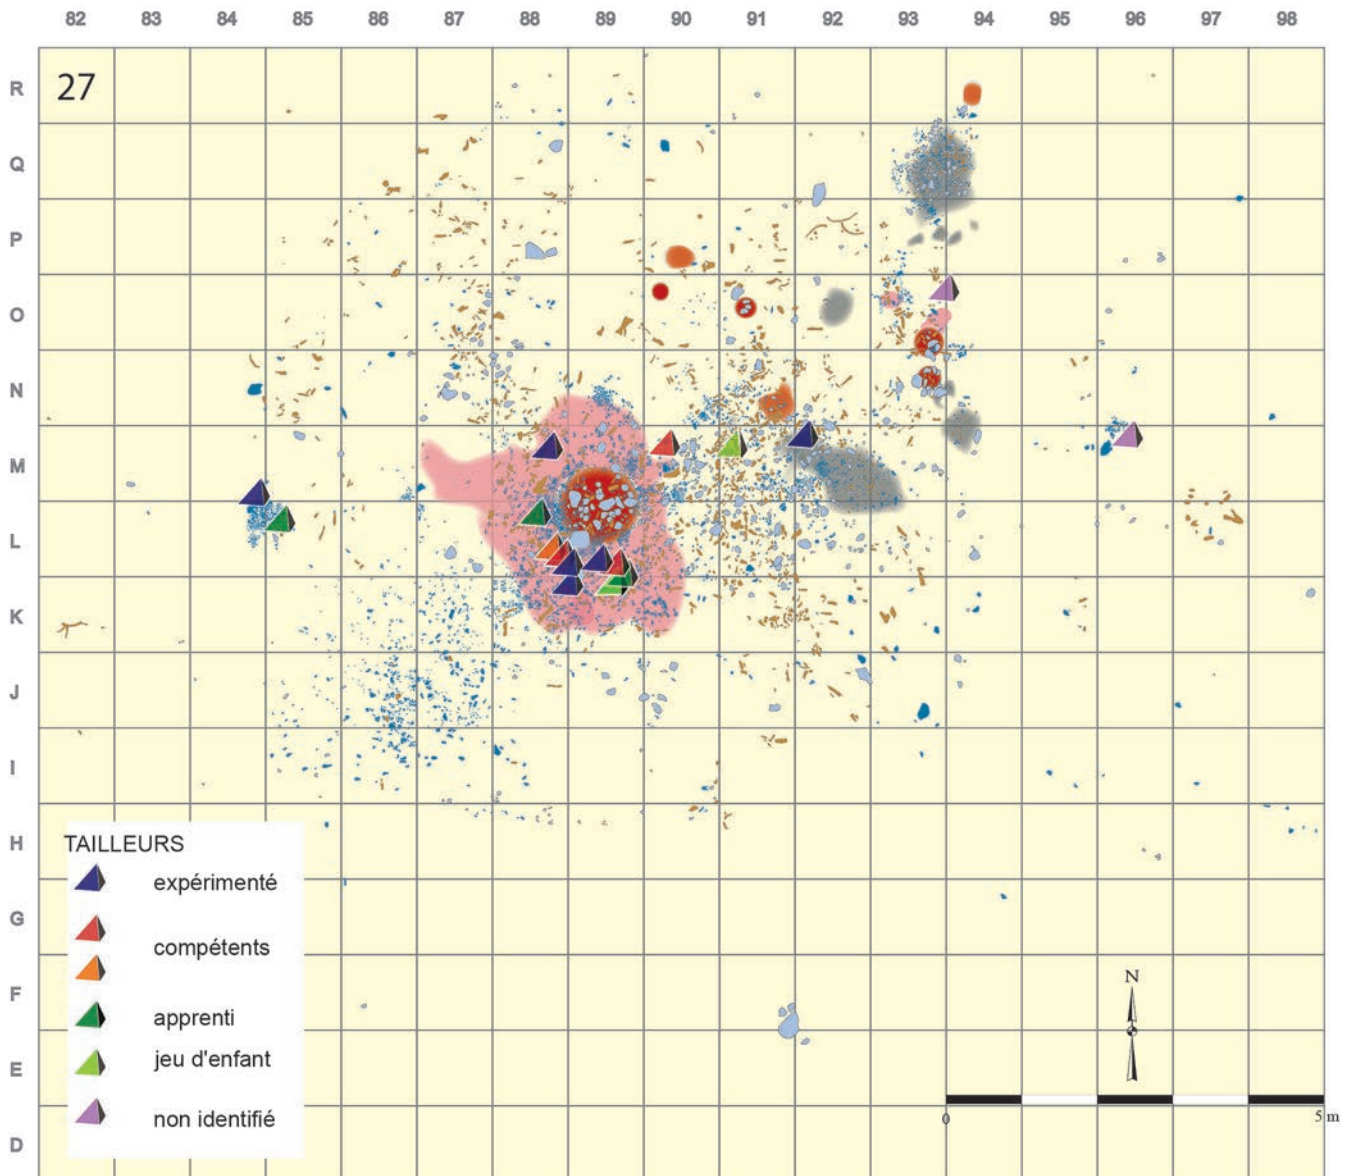 82 83 84 85 86 87 88 89 90 91 92 93 94 95 96 97 98
27
R
Q
P
O
N
M
L
K
J
I
H
G
F
E
D
TAILLEURS
expérimenté
compétents
apprenti
jeu d'enfant
non identifié
N
0 5 m